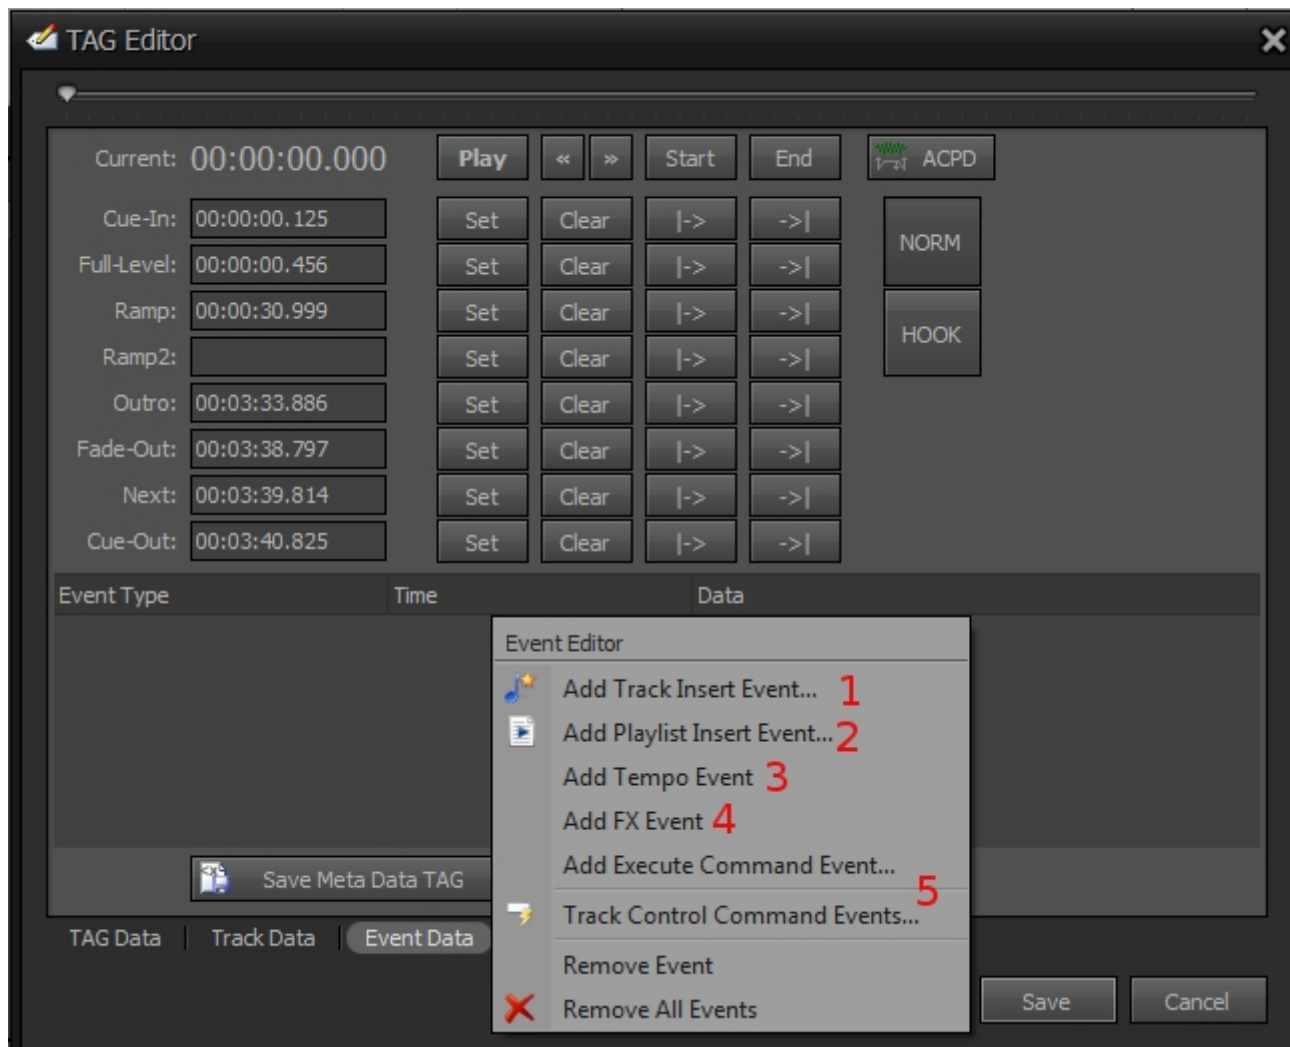 TAG Editor
Current: 00:00:00.000 Play « » Start End ACPD
Cue-In: 00:00:00.125 Set Clear |-> ->|
NORM
Full-Level: 00:00:00.456 Set Clear |-> ->|
Ramp: 00:00:30.999 Set Clear |-> ->|
HOOK
Ramp2: Set Clear |-> ->|
Outro: 00:03:33.886 Set Clear |-> ->|
Fade-Out: 00:03:38.797 Set Clear |-> ->|
Next: 00:03:39.814 Set Clear |-> ->|
Cue-Out: 00:03:40.825 Set Clear |-> ->|
Event Type Time Data
Event Editor
Add Track Insert Event... 1
Add Playlist Insert Event... 2
Add Tempo Event 3
Add FX Event 4
Add Execute Command Event...
5
Track Control Command Events...
Remove Event
Remove All Events
Save Meta Data TAG
TAG Data Track Data Event Data
Save Cancel